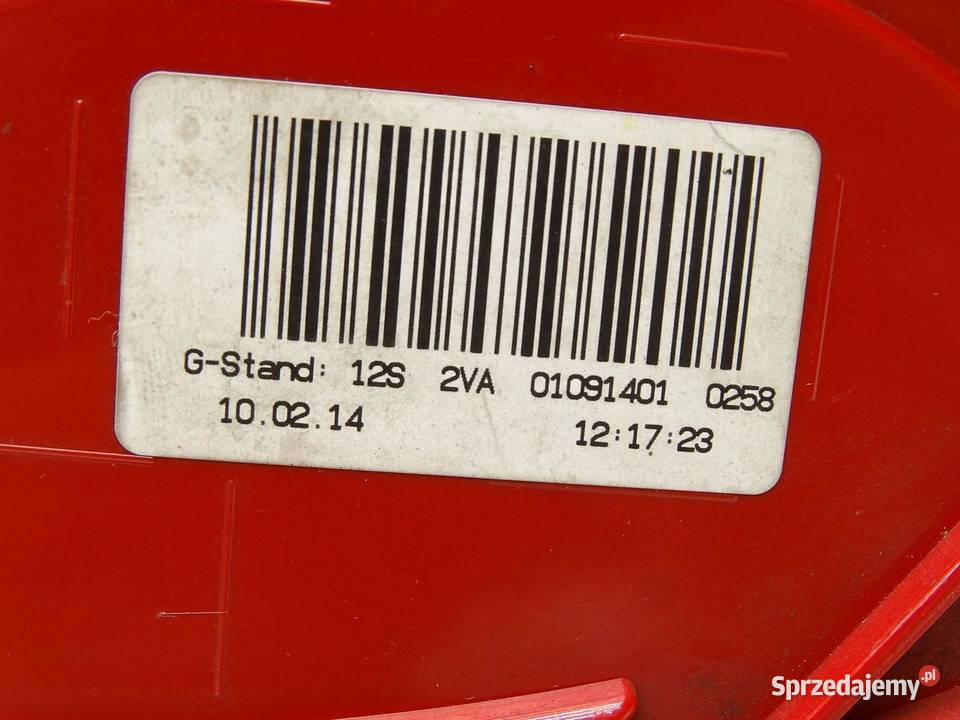 G-Stand: 12S 2VA 01091401 0258
10.02.14 12:17:23
Sprzedajemy.pl